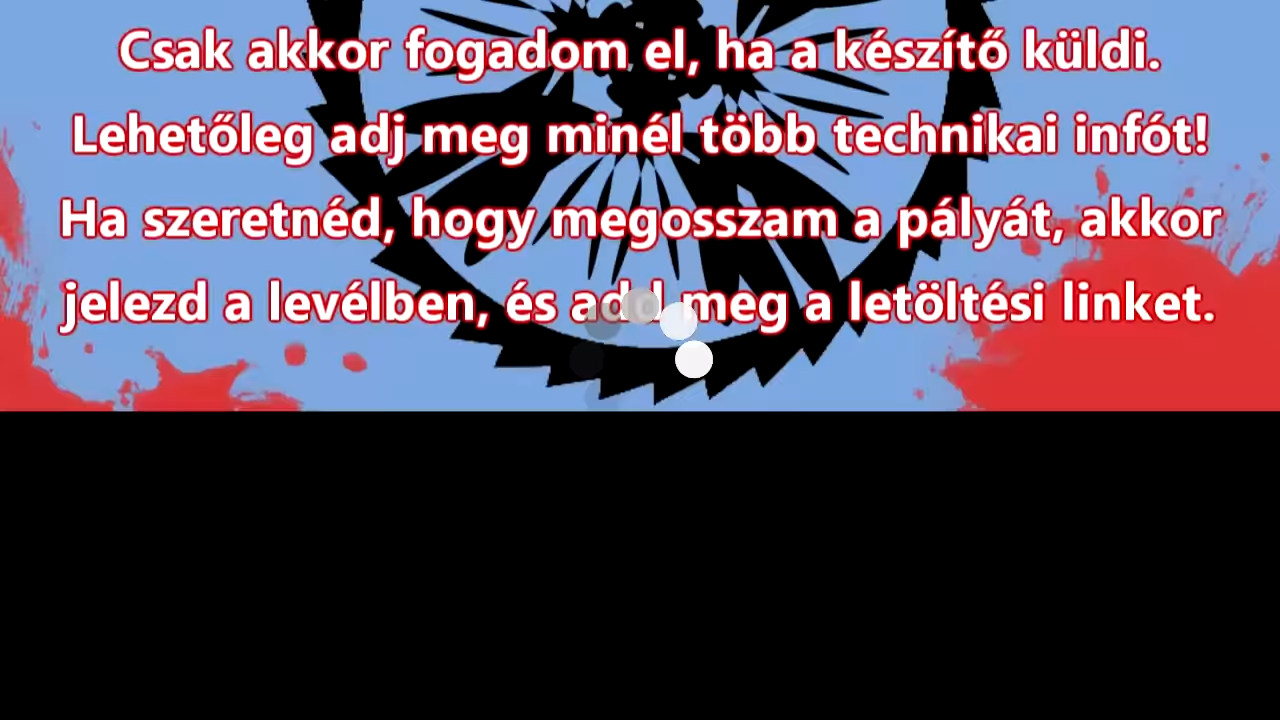 Csak akkor fogadom el, ha a készítő küldi.
Lehetőleg adj meg minél több technikai infót!
Ha szeretnéd, hogy megosszam a pályát, akkor
jelezd a levélben, és add meg a letöltési linket.